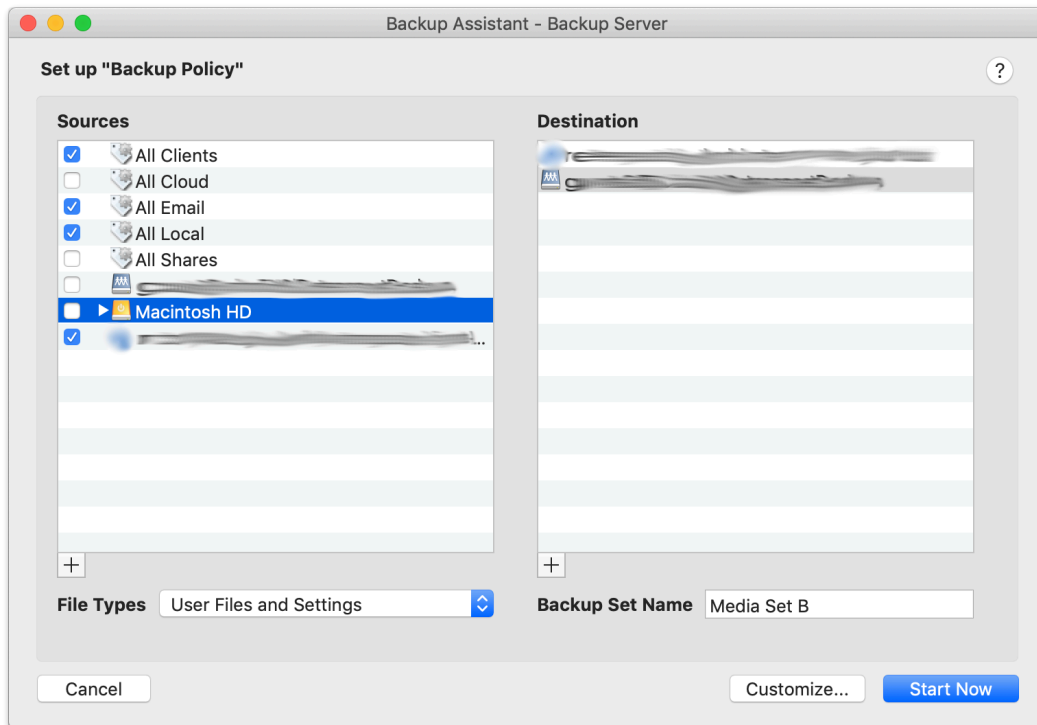 Backup Assistant - Backup Server
Set up "Backup Policy"
?
Sources
All Clients
All Cloud
All Email
All Local
All Shares
Macintosh HD
...
File Types
User Files and Settings
Destination
Backup Set Name
Media Set B
Cancel
Customize...
Start Now